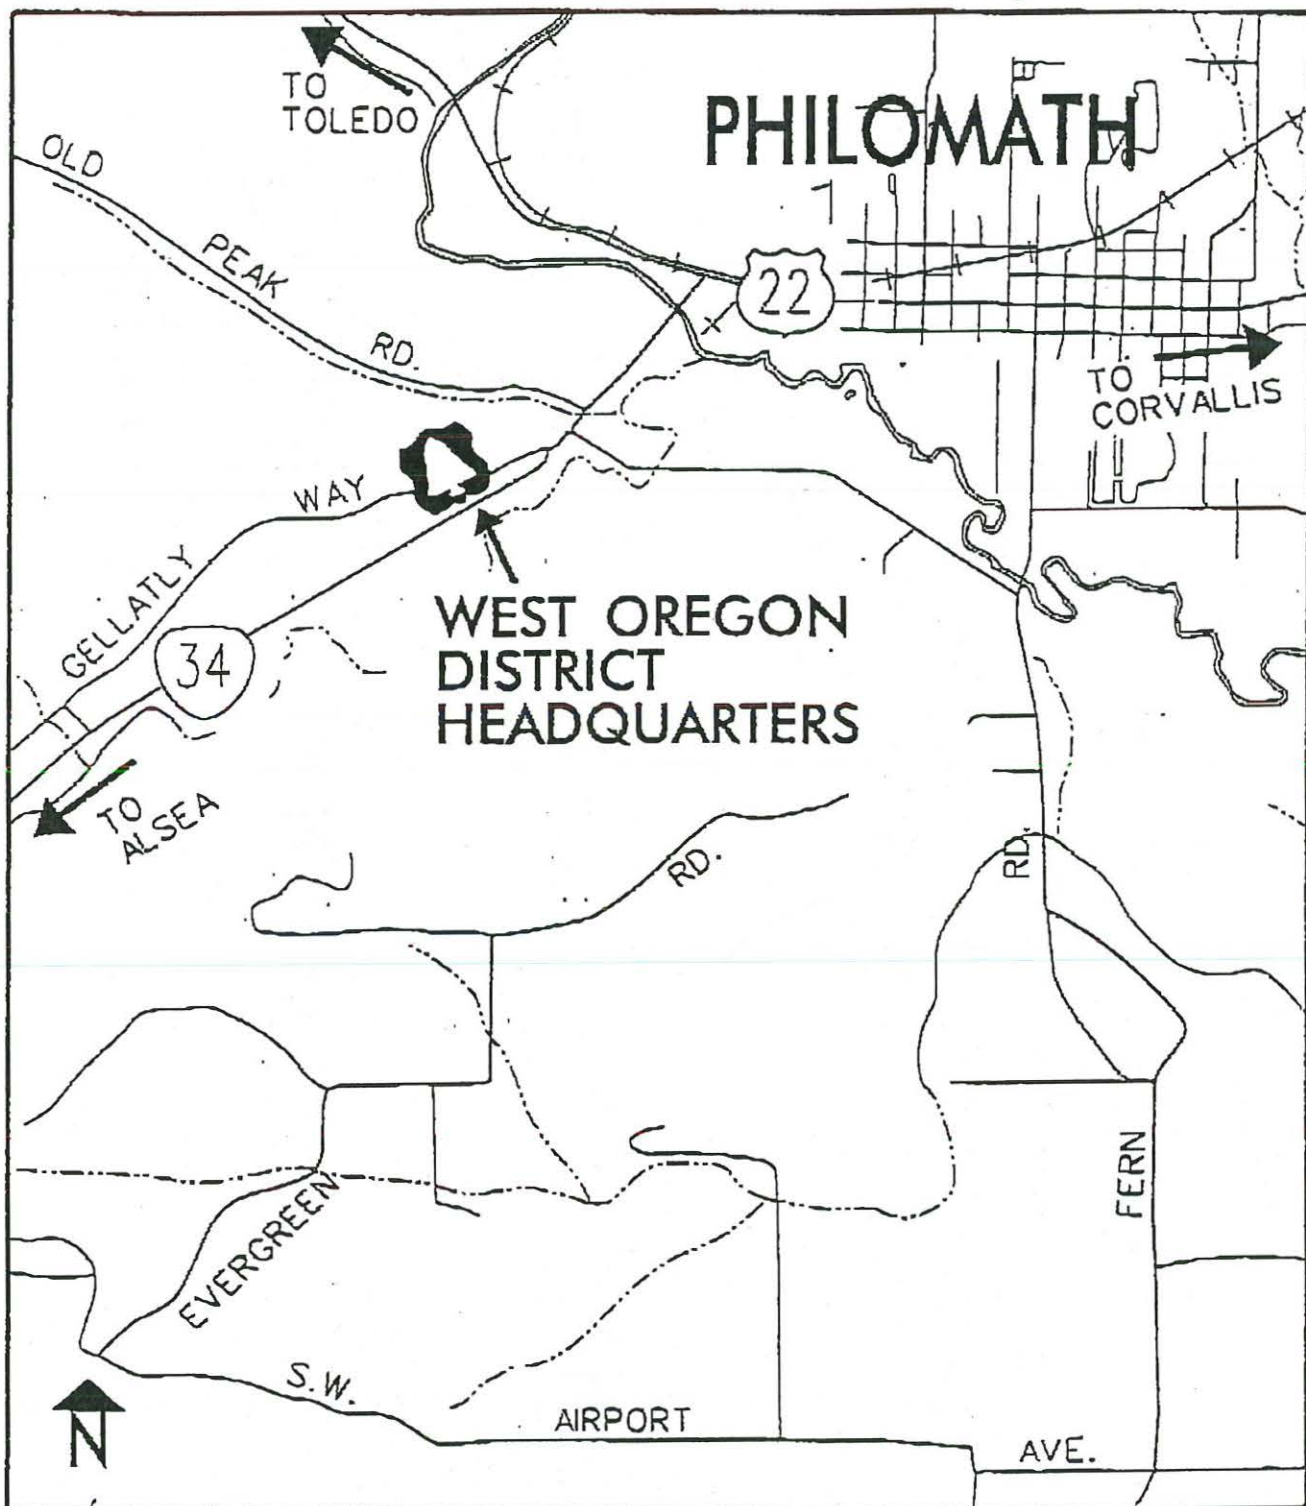 TO
TOLEDO
PHILOMATH
OLD
PEAK
RD.
22
TO
CORVALLIS
GELLATLY
WAY
34
WEST OREGON
DISTRICT
HEADQUARTERS
TO
ALSEA
RD.
RD.
EVERGREEN
FERN
S.W.
AIRPORT
AVE.
N